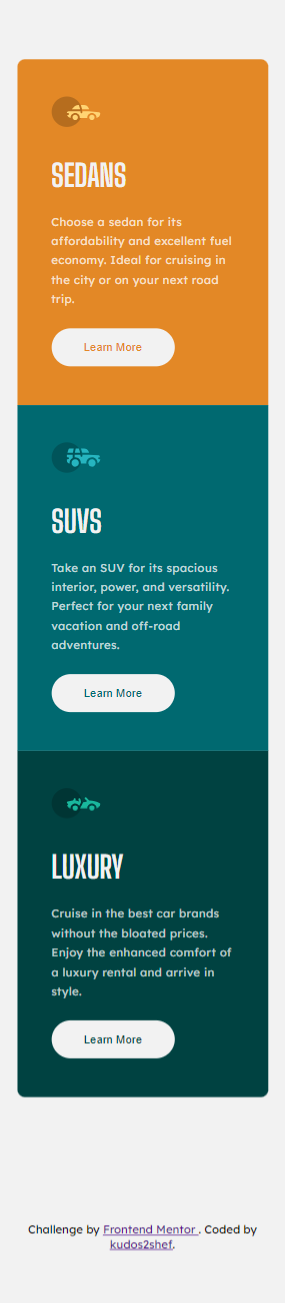 SEDANS
Choose a sedan for its
affordability and excellent fuel
economy. Ideal for cruising in
the city or on your next road
trip.
Learn More
SUVS
Take an SUV for its spacious
interior, power, and versatility.
Perfect for your next family
vacation and off-road
adventures.
Learn More
LUXURY
Cruise in the best car brands
without the bloated prices.
Enjoy the enhanced comfort of
a luxury rental and arrive in
style.
Learn More
Challenge by Frontend Mentor . Coded by
kudos2shef.